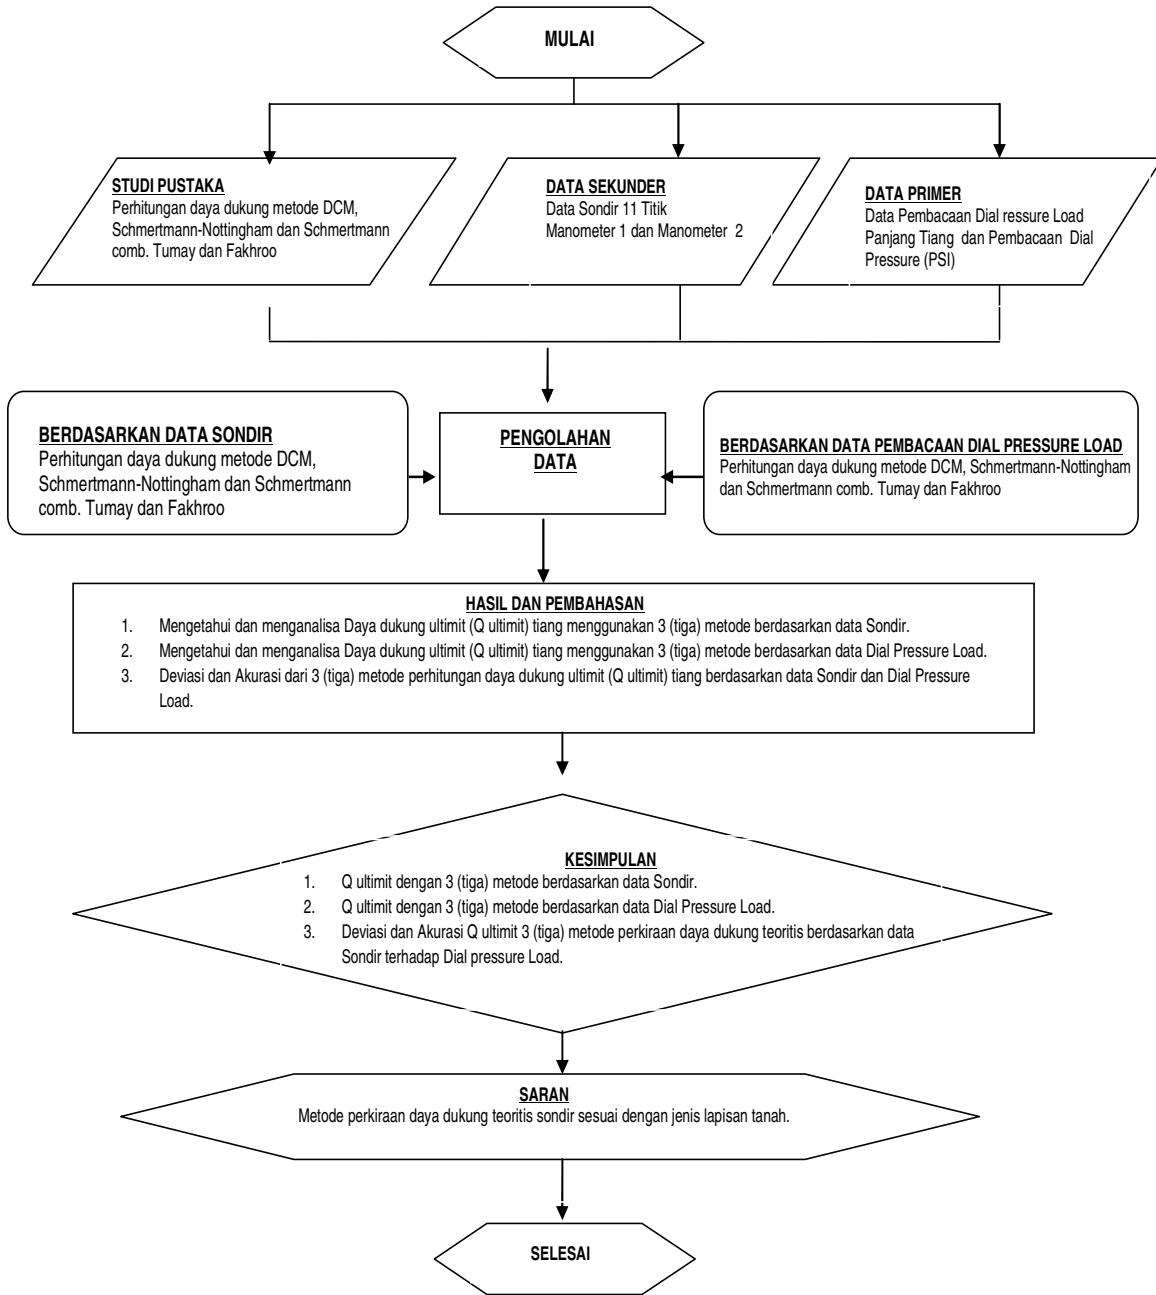 MULAI
STUDI PUSTAKA
Perhitungan daya dukung metode DCM,
Schmertmann-Nottingham dan Schmertmann
comb. Tumay dan Fakhroo
DATA SEKUNDER
Data Sondir 11 Titik
Manometer 1 dan Manometer 2
DATA PRIMER
Data Pembacaan Dial ressure Load
Panjang Tiang dan Pembacaan Dial
Pressure (PSI)
BERDASARKAN DATA SONDIR
Perhitungan daya dukung metode DCM,
Schmertmann-Nottingham dan Schmertmann
comb. Tumay dan Fakhroo
PENGOLAHAN
DATA
BERDASARKAN DATA PEMBACAAN DIAL PRESSURE LOAD
Perhitungan daya dukung metode DCM, Schmertmann-Nottingham
dan Schmertmann comb. Tumay dan Fakhroo
HASIL DAN PEMBAHASAN
1. Mengetahui dan menganalisa Daya dukung ultimit (Q ultimit) tiang menggunakan 3 (tiga) metode berdasarkan data Sondir.
2. Mengetahui dan menganalisa Daya dukung ultimit (Q ultimit) tiang menggunakan 3 (tiga) metode berdasarkan data Dial Pressure Load.
3. Deviasi dan Akurasi dari 3 (tiga) metode perhitungan daya dukung ultimit (Q ultimit) tiang berdasarkan data Sondir dan Dial Pressure
Load.
KESIMPULAN
1. Q ultimit dengan 3 (tiga) metode berdasarkan data Sondir.
2. Q ultimit dengan 3 (tiga) metode berdasarkan data Dial Pressure Load.
3. Deviasi dan Akurasi Q ultimit 3 (tiga) metode perkiraan daya dukung teoritis berdasarkan data
Sondir terhadap Dial pressure Load.
SARAN
Metode perkiraan daya dukung teoritis sondir sesuai dengan jenis lapisan tanah.
SELESAI